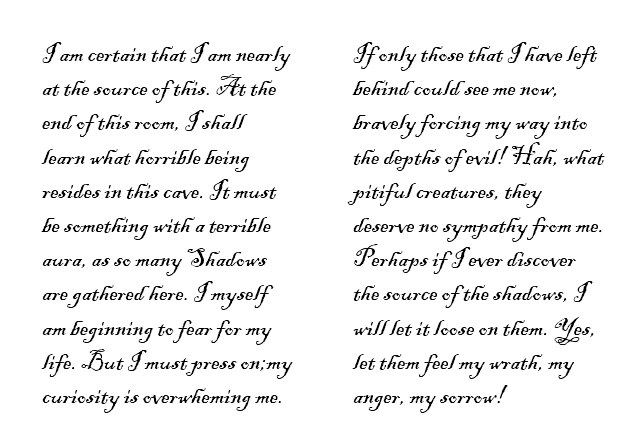 I am certain that I am nearly
at the source of this. At the
end of this room, I shall
learn what horrible being
resides in this cave. It must
be something with a terrible
aura, as so many Shadows
are gathered here. I myself
am beginning to fear for my
life. But I must press on;my
curiosity is overwheming me.
If only those that I have left
behind could see me now,
bravely forcing my way into
the depths of evil! Hah, what
pitiful creatures, they
deserve no sympathy from me.
Perhaps if I ever discover
the source of the shadows, I
will let it loose on them. Yes,
let them feel my wrath, my
anger, my sorrow!